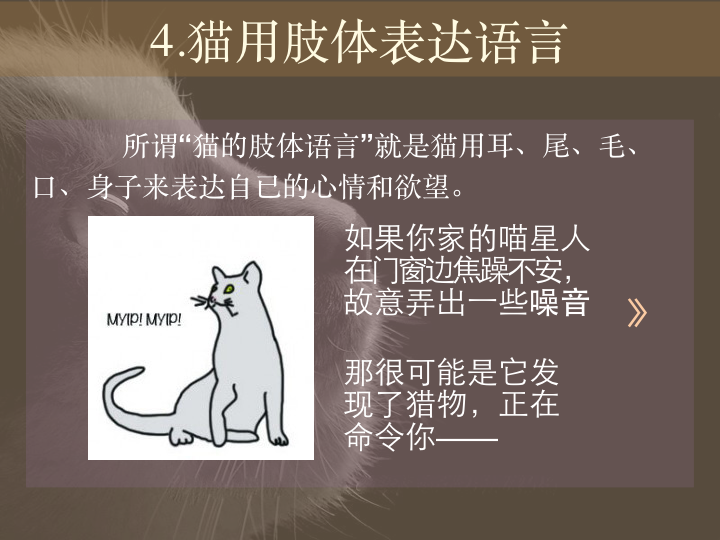 4.猫用肢体表达语言
所谓“猫的肢体语言”就是猫用耳、尾、毛、
口、身子来表达自已的心情和欲望。
如果你家的喵星人
在门窗边焦躁不安，
故意弄出一些噪音
》
MYIP! MYIP!
那很可能是它发
现了猎物，正在
命令你——